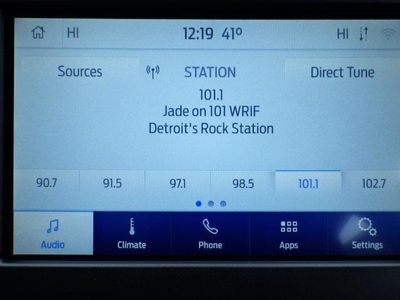 HI 12:19 41° HI
Sources STATION Direct Tune
101.1
Jade on 101 WRIF
Detroit's Rock Station
90.7 91.5 97.1 98.5 101.1 102.7
Audio Climate Phone Apps Settings